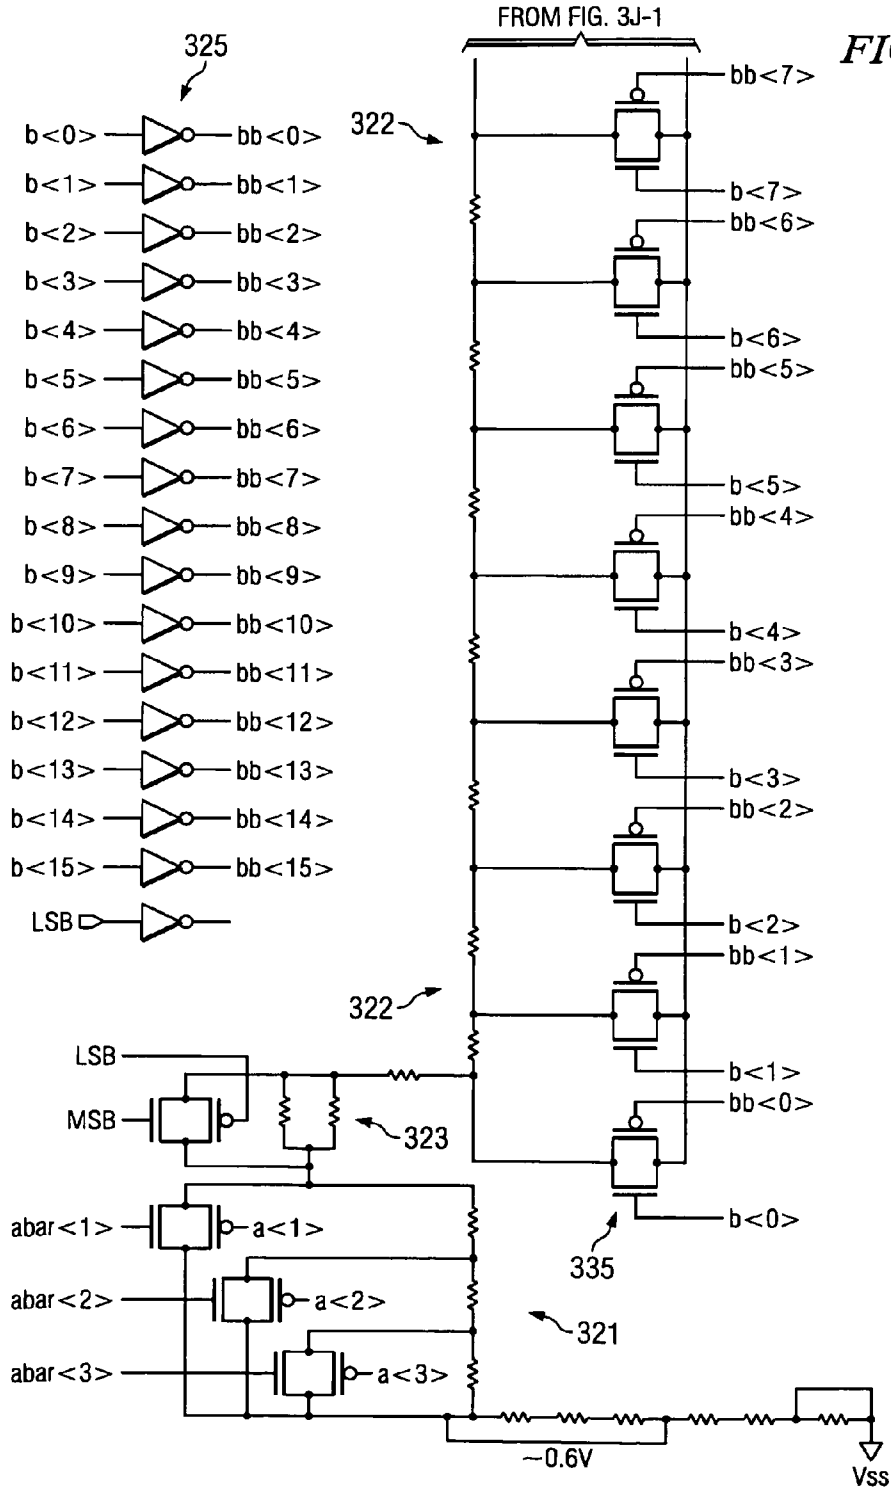 FROM FIG. 3J-1
325
b<0> bb<0>
b<1> bb<1>
b<2> bb<2>
b<3> bb<3>
b<4> bb<4>
b<5> bb<5>
b<6> bb<6>
b<7> bb<7>
b<8> bb<8>
b<9> bb<9>
b<10> bb<10>
b<11> bb<11>
b<12> bb<12>
b<13> bb<13>
b<14> bb<14>
b<15> bb<15>
LSB
322
bb<7>
b<7>
bb<6>
b<6>
bb<5>
b<5>
bb<4>
b<4>
bb<3>
b<3>
bb<2>
b<2>
bb<1>
322
b<1>
bb<0>
b<0>
335
LSB
MSB
323
abar<1> a<1>
abar<2> a<2>
321
abar<3> a<3>
~0.6V
Vss